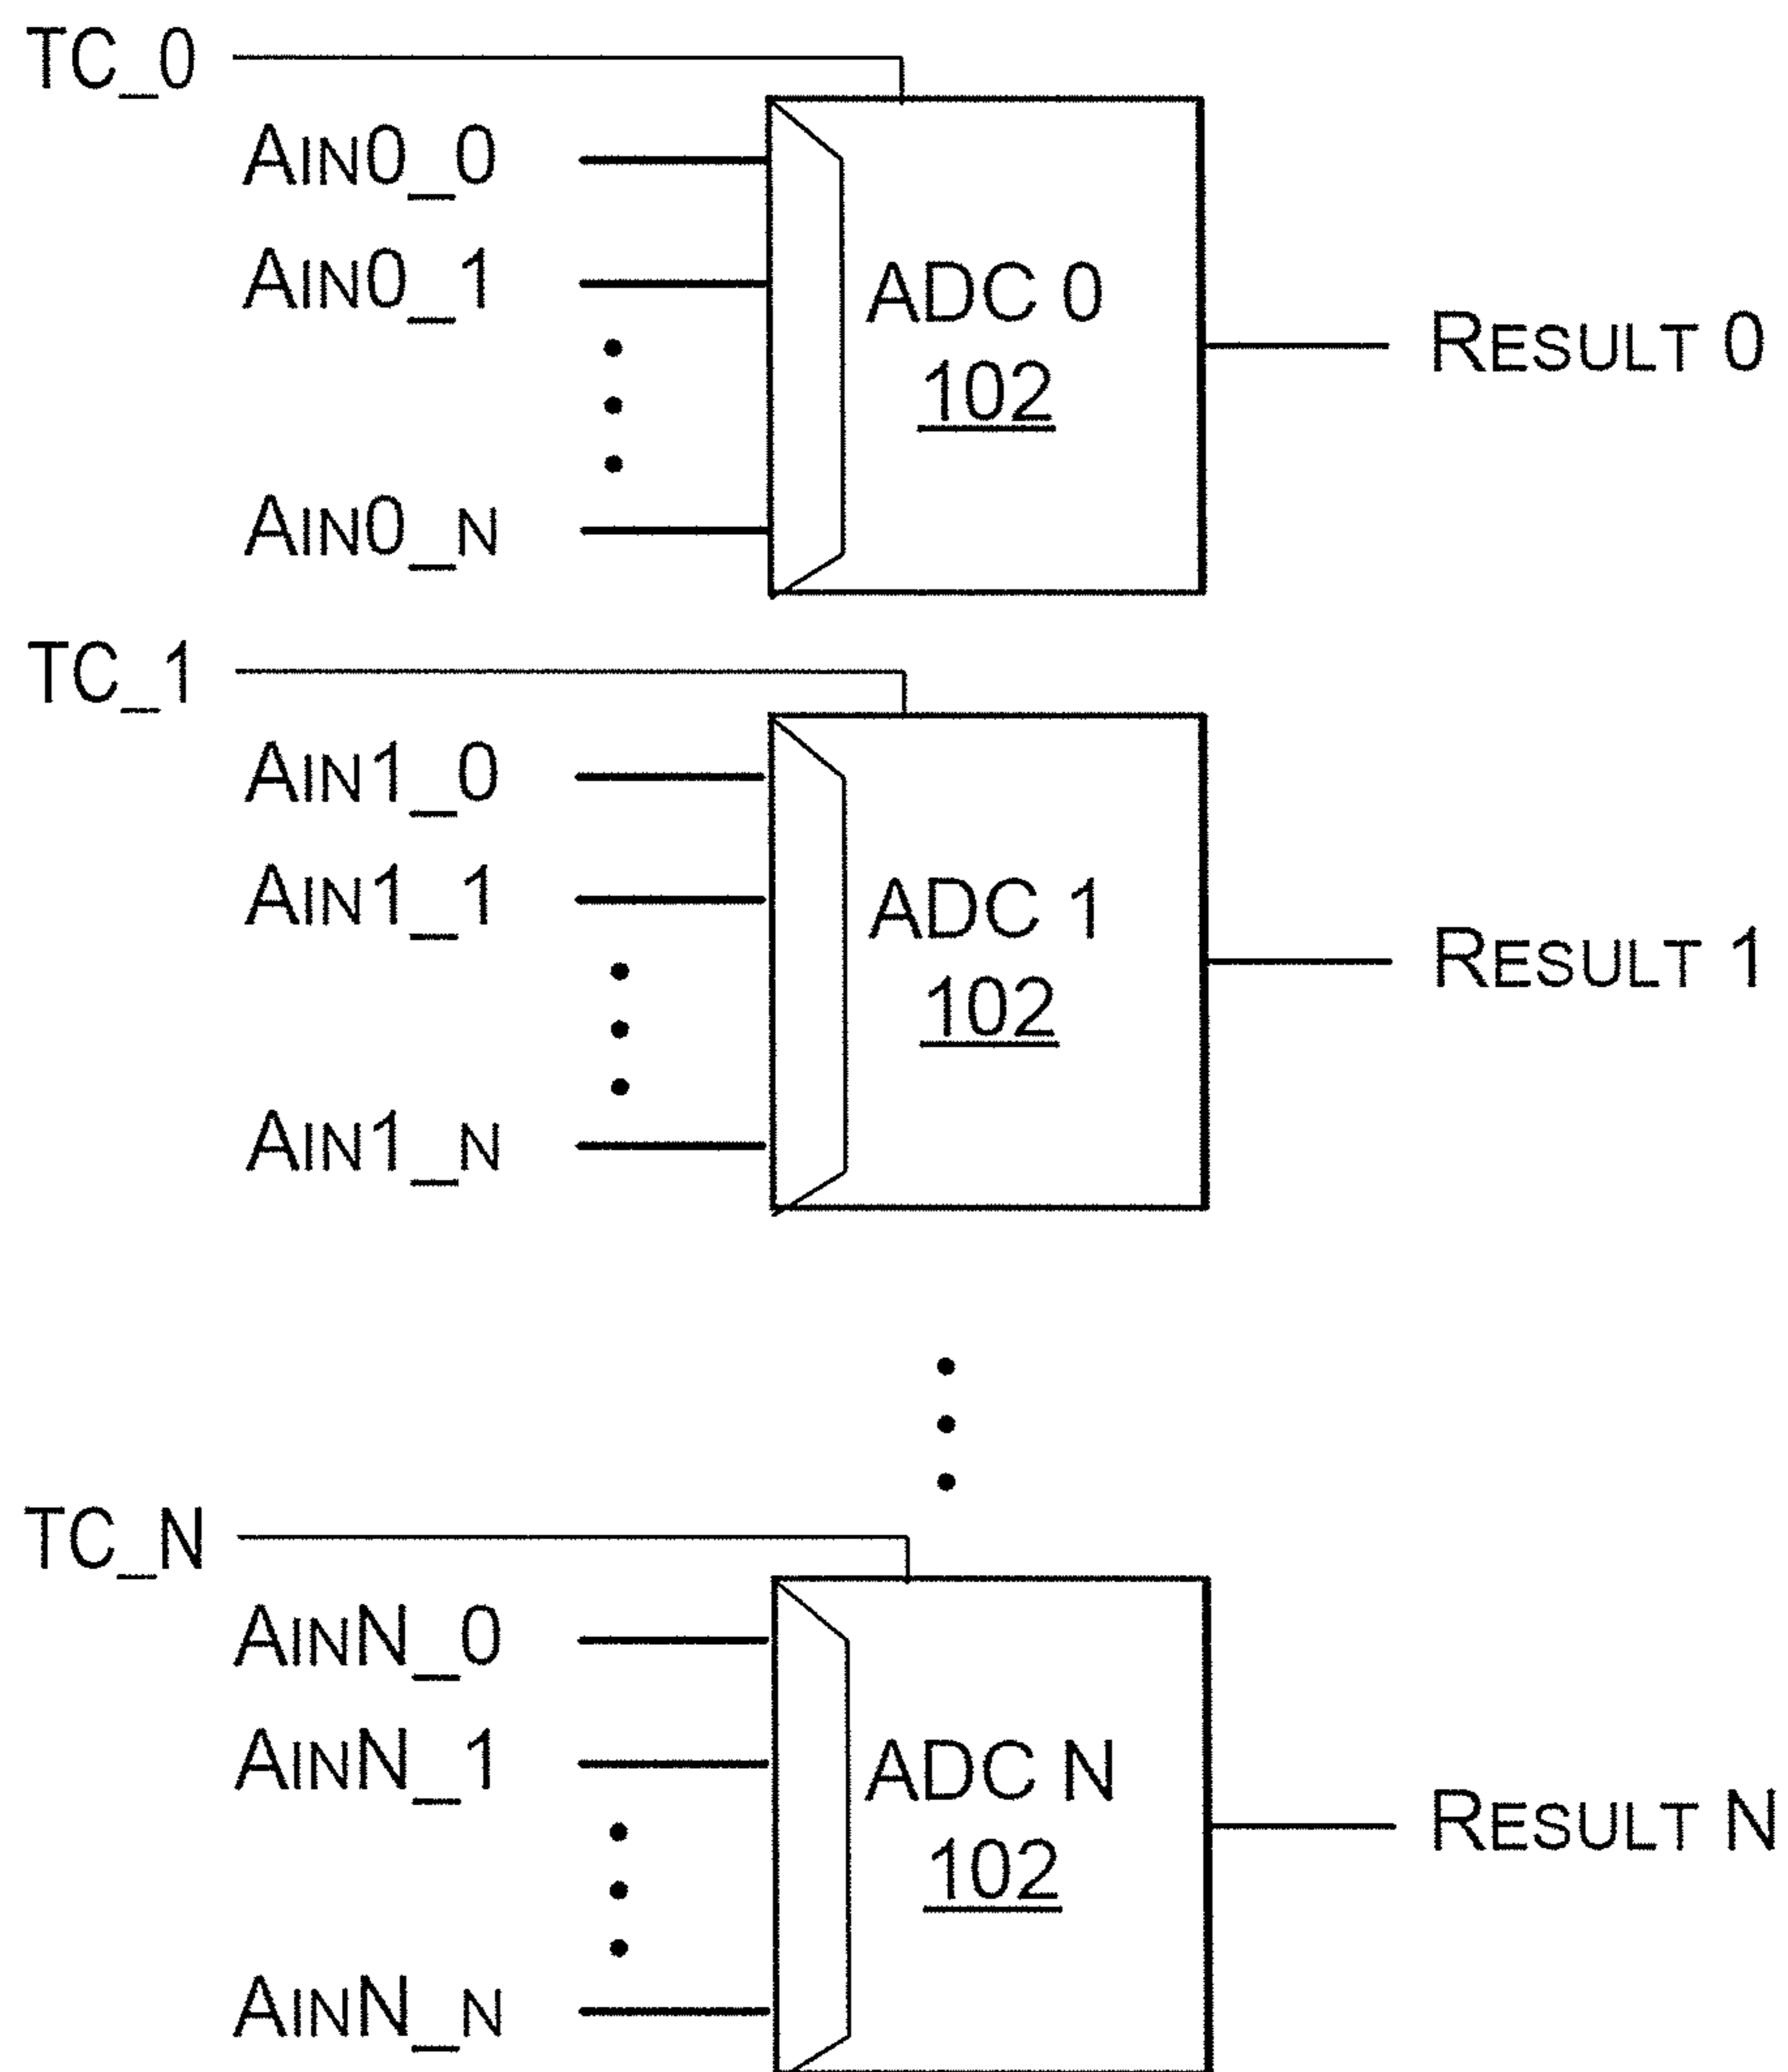 TC_0
AIN0_0
AIN0_1
ADC 0
102
RESULT 0
AIN0_N
TC_1
AIN1_0
AIN1_1
ADC 1
102
RESULT 1
AIN1_N
TC_N
AINN_0
AINN_1
ADC N
102
RESULT N
AINN_N